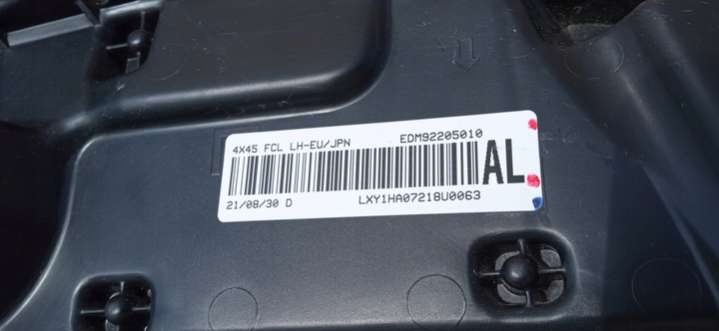 4X45 FCL LH-EU/JPN EDM92205010
AL
21/08/30 D LXY1HA07218U0063